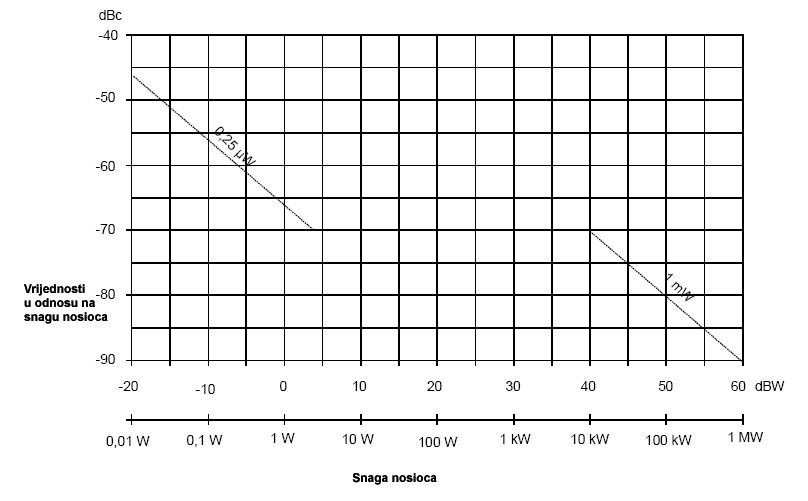 dBc
-40
-50
0,25 µW
-60
-70
1 mW
Vrijednosti
u odnosu na
snagu nosioca
-80
-90
-20 -10 0 10 20 30 40 50 60 dBW
0,01 W 0,1 W 1 W 10 W 100 W 1 kW 10 kW 100 kW 1 MW
Snaga nosioca